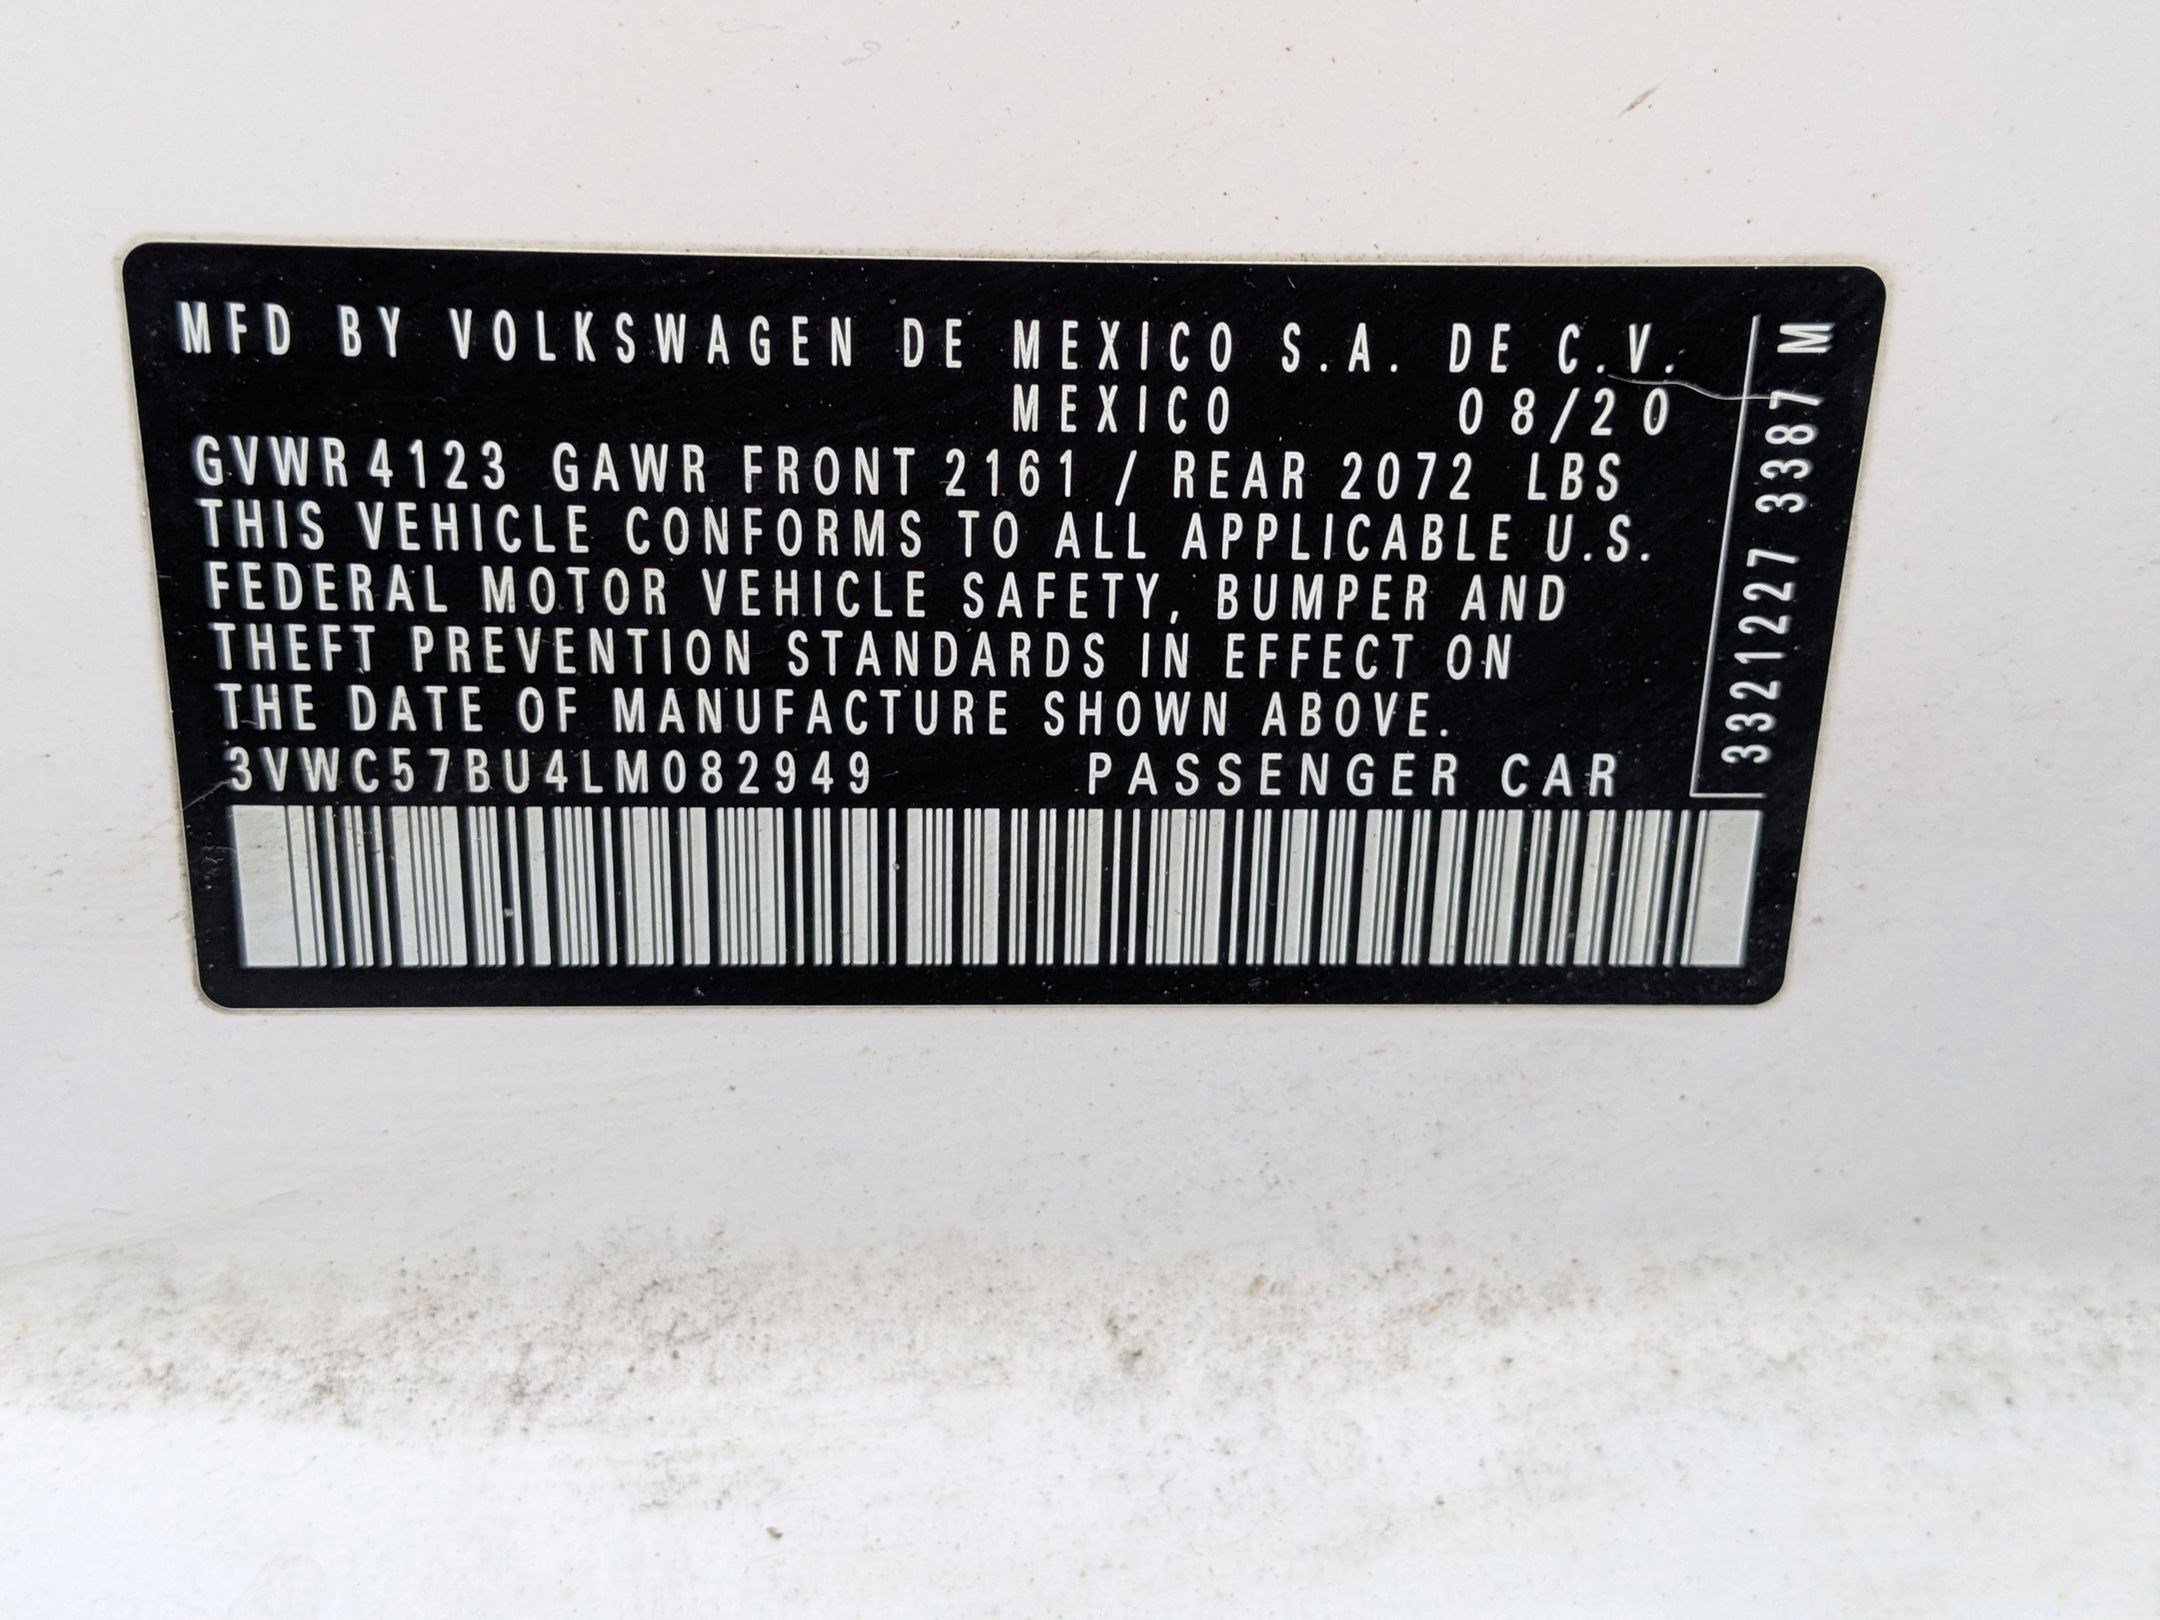 MFD BY VOLKSWAGEN DE MEXICO S.A. DE C.V.
MEXICO 08/20
GVWR 4123 GAWR FRONT 2161 / REAR 2072 LBS
THIS VEHICLE CONFORMS TO ALL APPLICABLE U.S.
FEDERAL MOTOR VEHICLE SAFETY, BUMPER AND
THEFT PREVENTION STANDARDS IN EFFECT ON
THE DATE OF MANUFACTURE SHOWN ABOVE.
3VWC57BU4LM082949 PASSENGER CAR
3321227 3387 M